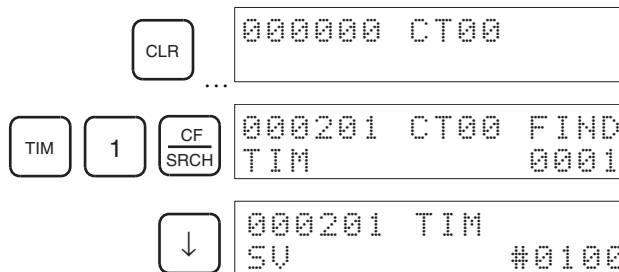 CLR
...
000000 CT00
TIM 1 CF SRCH
000201 CT00 FIND
TIM 0001
↓
000201 TIM
SV #0100